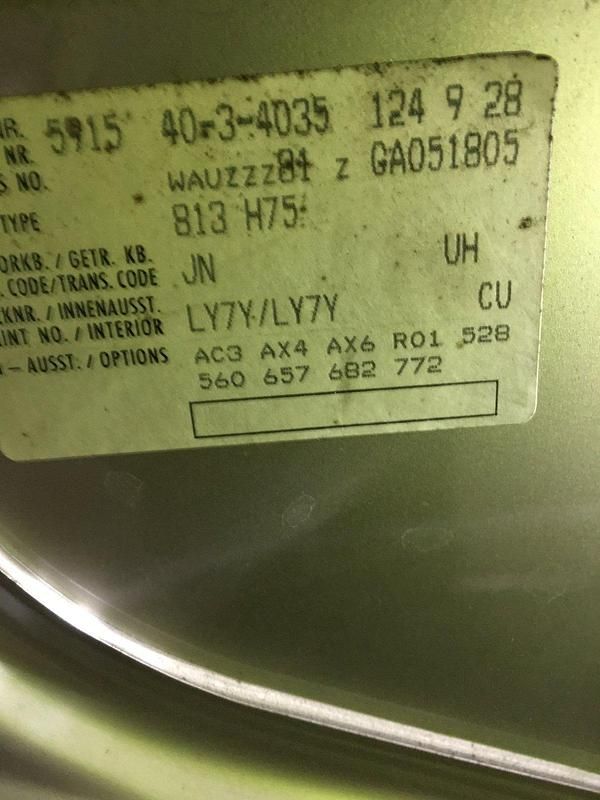 NR. 5915 40-3-4035 124 9 28
NR.
S NO. WAUZZZ81 Z GA051805
TYPE 813 H75
ORKB. / GETR. KB. UH
. CODE/TRANS. CODE JN
CKNR. / INNENAUSST. CU
INT NO. / INTERIOR LY7Y/LY7Y
- AUSST. / OPTIONS AC3 AX4 AX6 R01 528
560 657 682 772